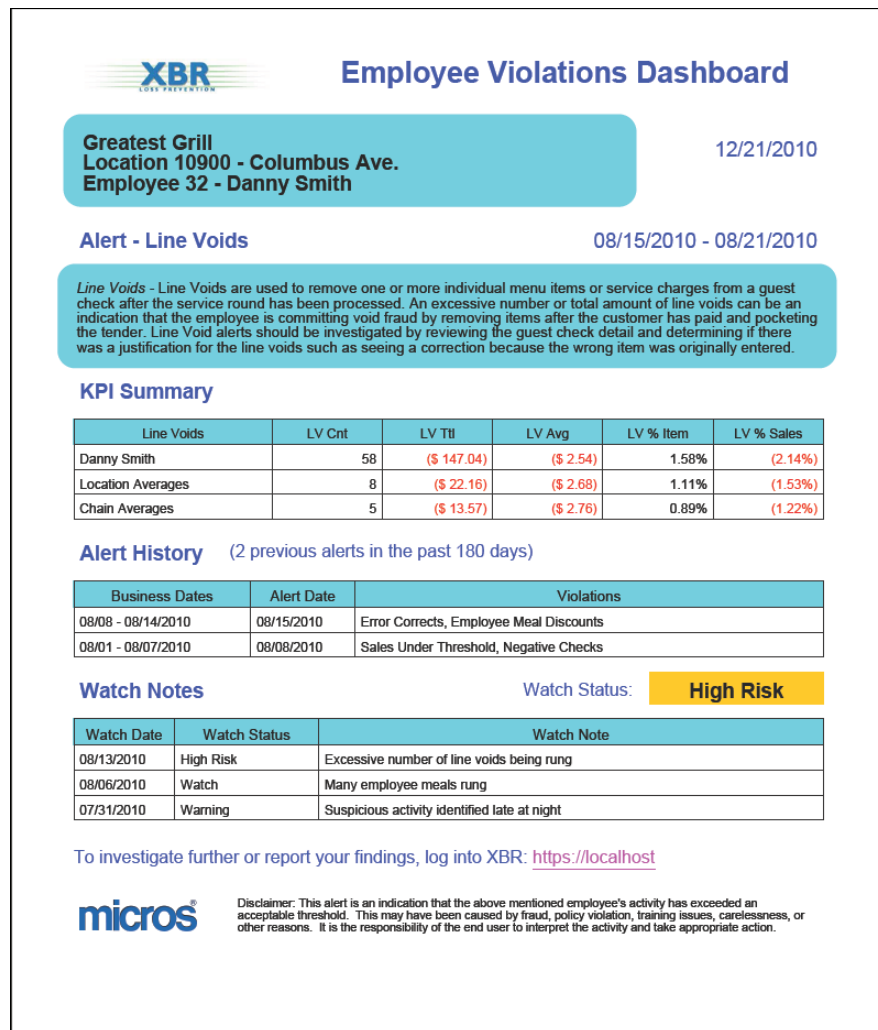 XBR
LOSS PREVENTION
Employee Violations Dashboard
Greatest Grill
Location 10900 - Columbus Ave.
Employee 32 - Danny Smith
12/21/2010
Alert - Line Voids
08/15/2010 - 08/21/2010
Line Voids - Line Voids are used to remove one or more individual menu items or service charges from a guest
check after the service round has been processed. An excessive number or total amount of line voids can be an
indication that the employee is committing void fraud by removing items after the customer has paid and pocketing
the tender. Line Void alerts should be investigated by reviewing the guest check detail and determining if there
was a justification for the line voids such as seeing a correction because the wrong item was originally entered.
KPI Summary
Line Voids LV Cnt LV Ttl LV Avg LV % Item LV % Sales
Danny Smith 58 ($ 147.04) ($ 2.54) 1.58% (2.14%)
Location Averages 8 ($ 22.16) ($ 2.68) 1.11% (1.53%)
Chain Averages 5 ($ 13.57) ($ 2.76) 0.89% (1.22%)
Alert History (2 previous alerts in the past 180 days)
Business Dates Alert Date Violations
08/08 - 08/14/2010 08/15/2010 Error Corrects, Employee Meal Discounts
08/01 - 08/07/2010 08/08/2010 Sales Under Threshold, Negative Checks
Watch Notes Watch Status: High Risk
Watch Date Watch Status Watch Note
08/13/2010 High Risk Excessive number of line voids being rung
08/06/2010 Watch Many employee meals rung
07/31/2010 Warning Suspicious activity identified late at night
To investigate further or report your findings, log into XBR: https://localhost
micros®
Disclaimer: This alert is an indication that the above mentioned employee's activity has exceeded an
acceptable threshold. This may have been caused by fraud, policy violation, training issues, carelessness, or
other reasons. It is the responsibility of the end user to interpret the activity and take appropriate action.